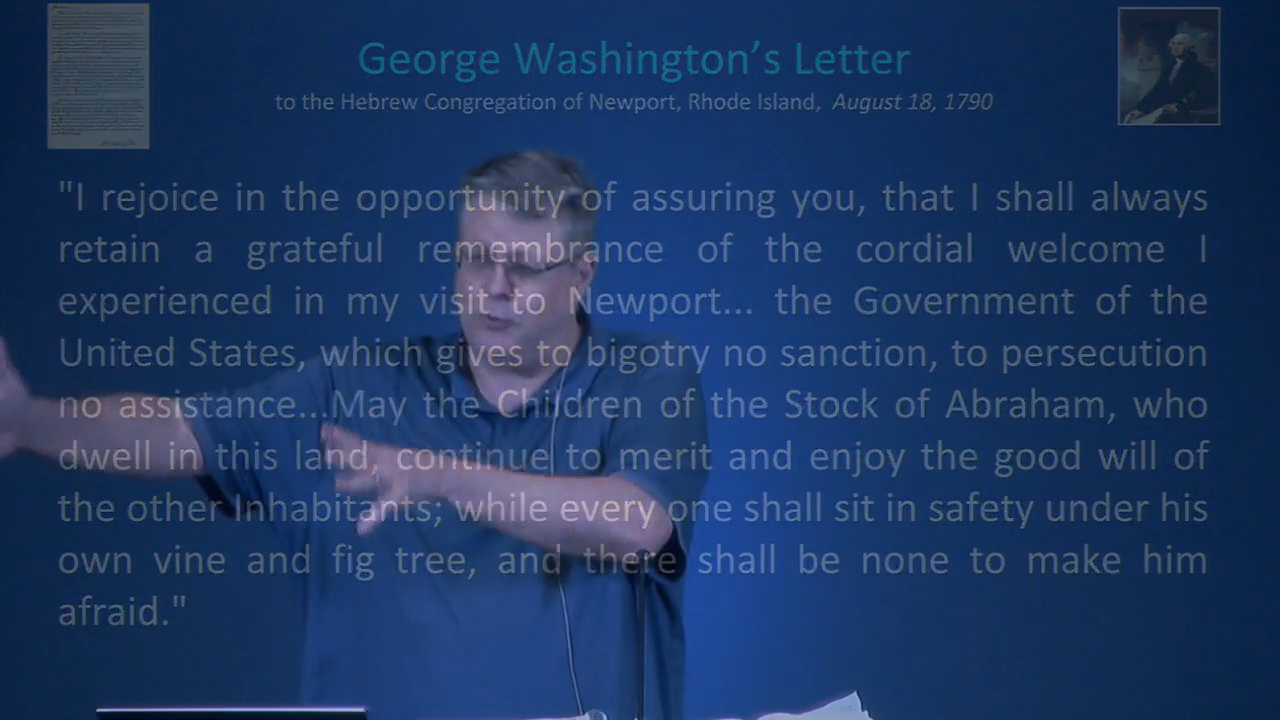 George Washington’s Letter
to the Hebrew Congregation of Newport, Rhode Island, August 18, 1790
"I rejoice in the opportunity of assuring you, that I shall always
retain a grateful remembrance of the cordial welcome I
experienced in my visit to Newport... the Government of the
United States, which gives to bigotry no sanction, to persecution
no assistance...May the Children of the Stock of Abraham, who
dwell in this land, continue to merit and enjoy the good will of
the other Inhabitants; while every one shall sit in safety under his
own vine and fig tree, and there shall be none to make him
afraid."